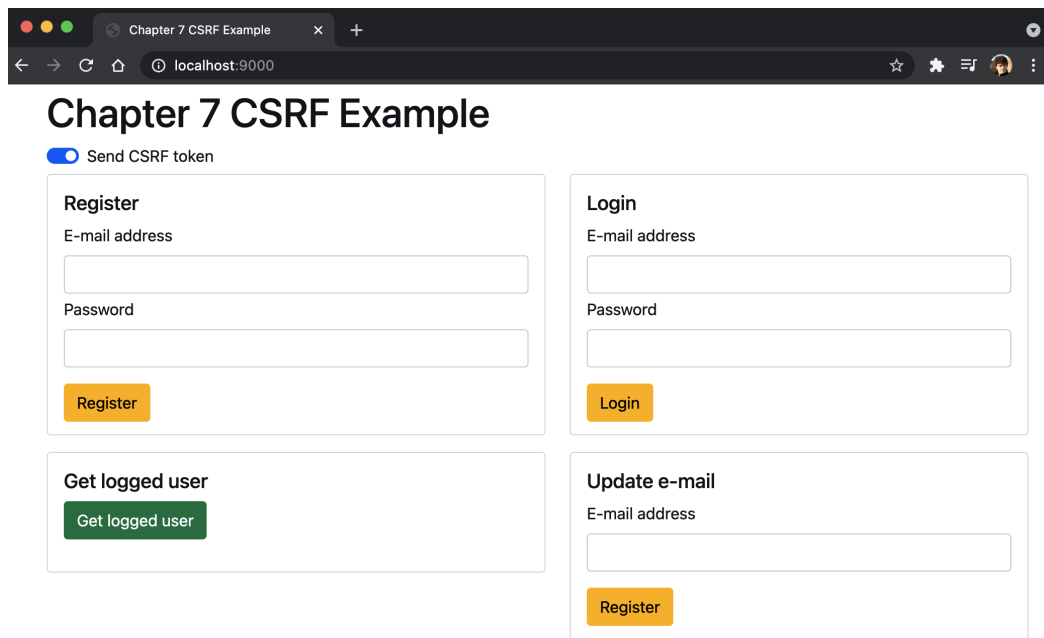 Chapter 7 CSRF Example
localhost:9000
Chapter 7 CSRF Example
Send CSRF token
Register
E-mail address
Password
Register
Login
E-mail address
Password
Login
Get logged user
Get logged user
Update e-mail
E-mail address
Register